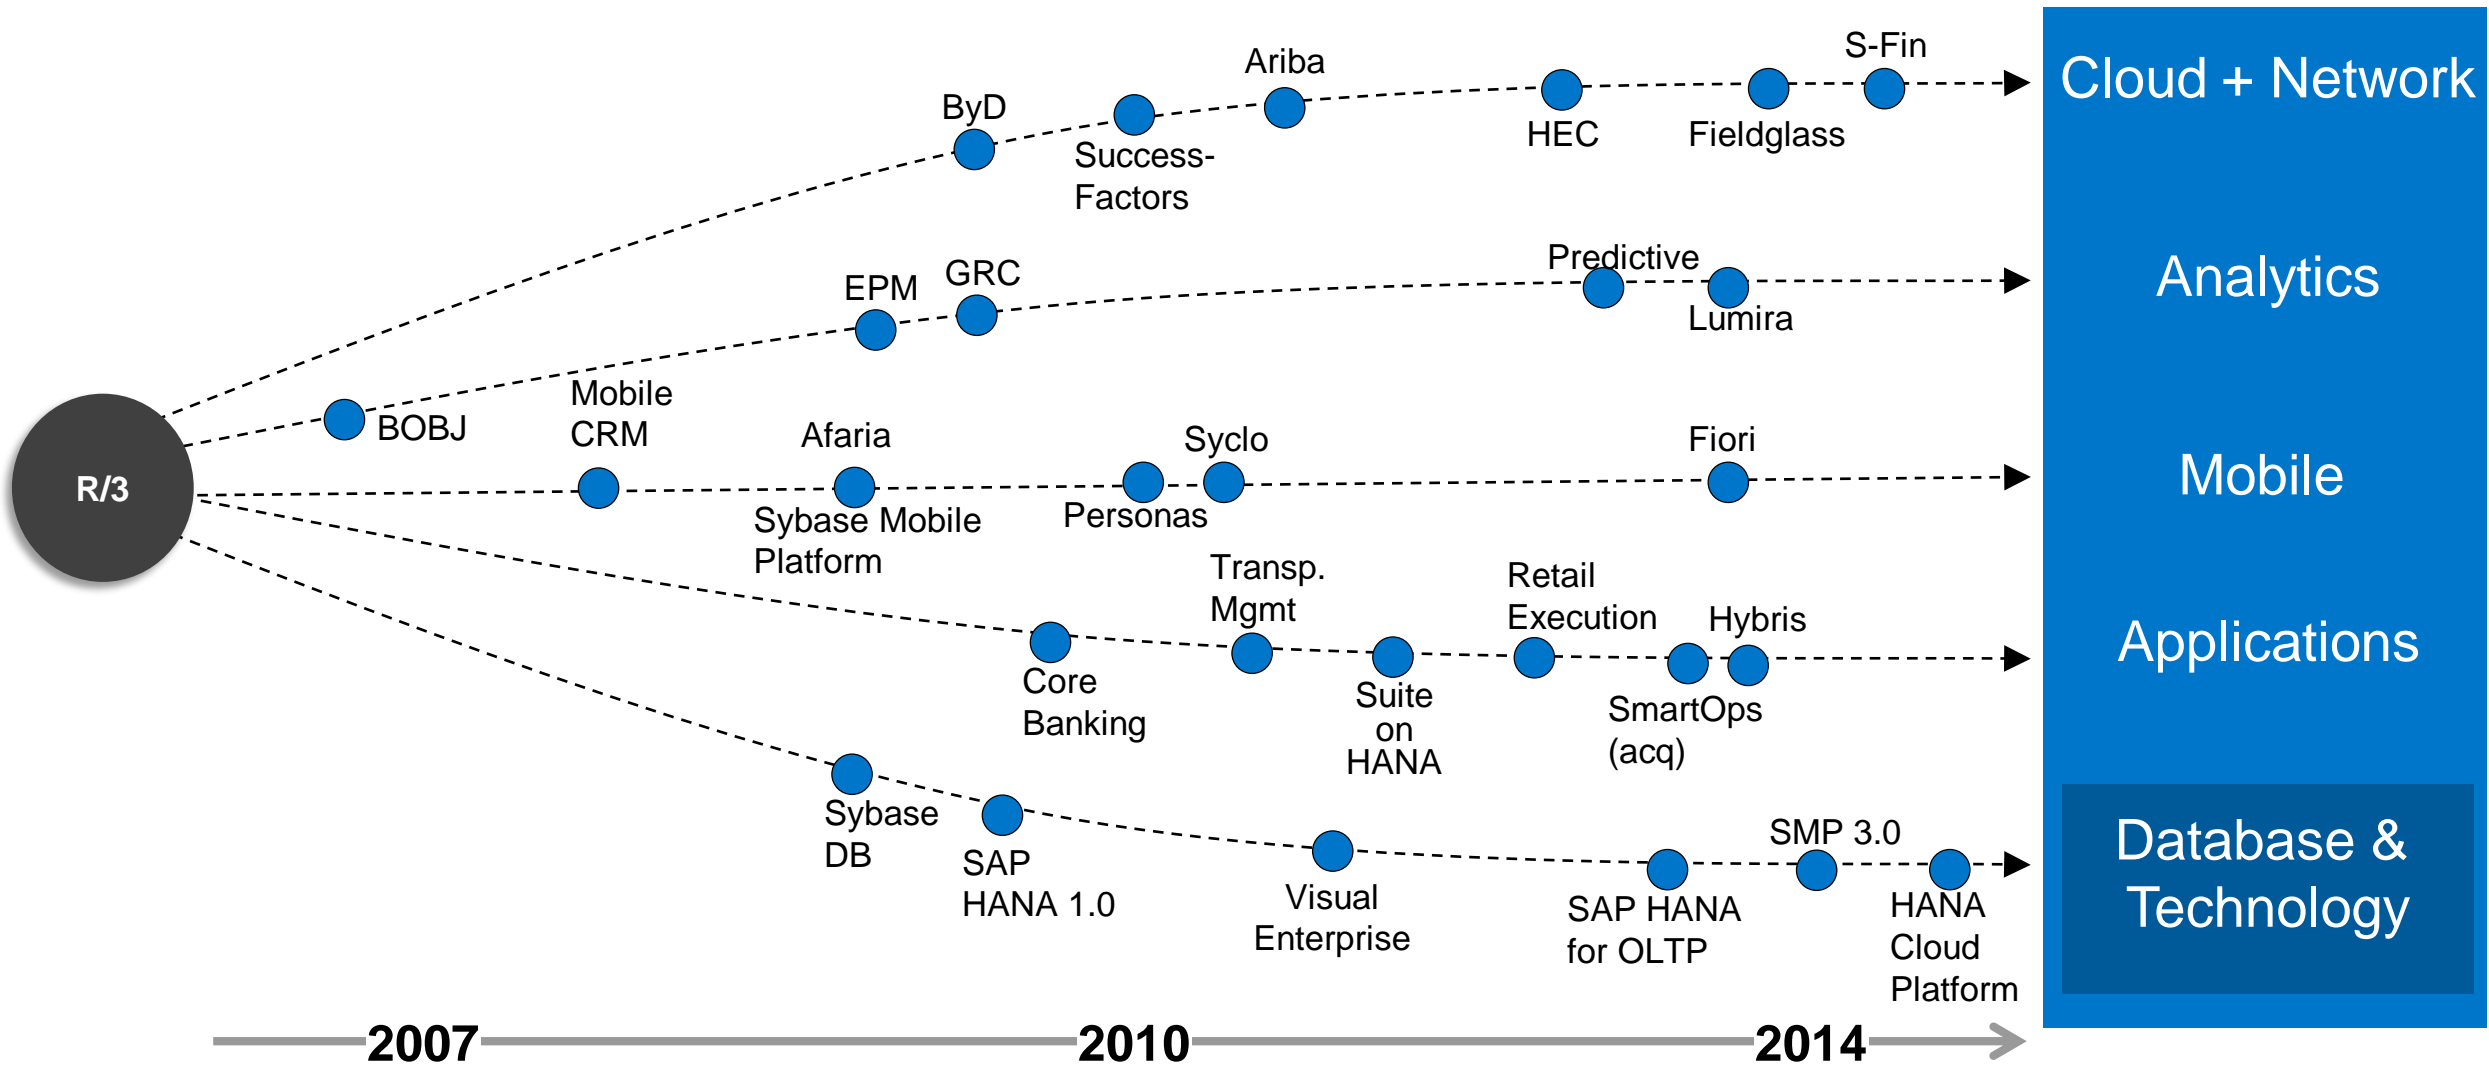 S-Fin
Ariba
Cloud + Network
ByD
HEC
Fieldglass
Success-
Factors
Predictive
GRC
EPM
Analytics
Lumira
Mobile
CRM
BOBJ
Afaria
Syclo
Fiori
R/3
Mobile
Sybase Mobile
Platform
Personas
Transp.
Mgmt
Retail
Execution
Hybris
Applications
Core
Banking
Suite
on
HANA
SmartOps
(acq)
Sybase
DB
SAP
HANA 1.0
SMP 3.0
Database &
Technology
Visual
Enterprise
SAP HANA
for OLTP
HANA
Cloud
Platform
2007
2010
2014